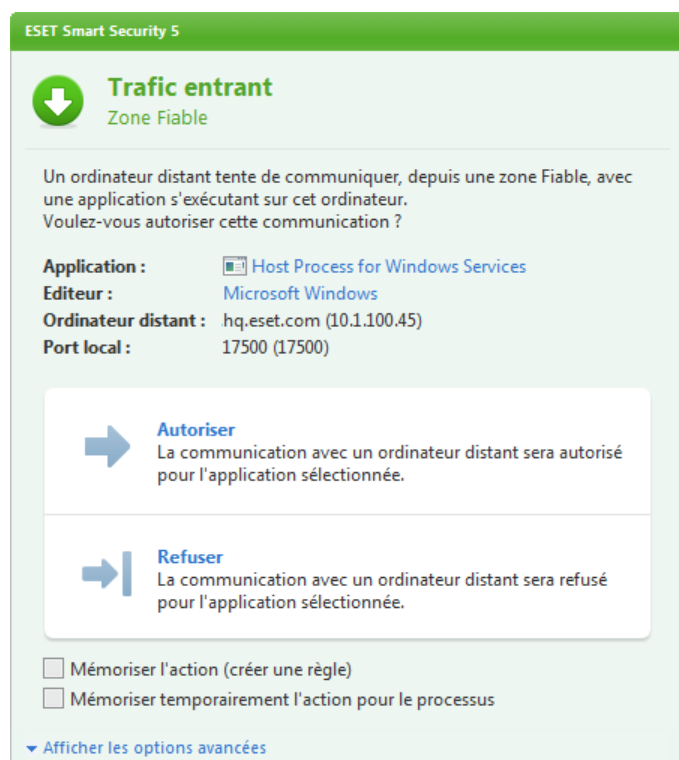 ESET Smart Security 5
Trafic entrant
Zone Fiable
Un ordinateur distant tente de communiquer, depuis une zone Fiable, avec
une application s'exécutant sur cet ordinateur.
Voulez-vous autoriser cette communication ?
Application : Host Process for Windows Services
Editeur : Microsoft Windows
Ordinateur distant : .hq.eset.com (10.1.100.45)
Port local : 17500 (17500)
Autoriser
La communication avec un ordinateur distant sera autorisé
pour l'application sélectionnée.
Refuser
La communication avec un ordinateur distant sera refusé
pour l'application sélectionnée.
Mémoriser l'action (créer une règle)
Mémoriser temporairement l'action pour le processus
Afficher les options avancées